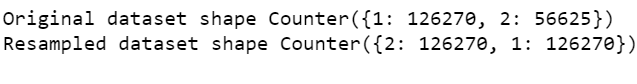 Original dataset shape Counter({1: 126270, 2: 56625})
Resampled dataset shape Counter({2: 126270, 1: 126270})